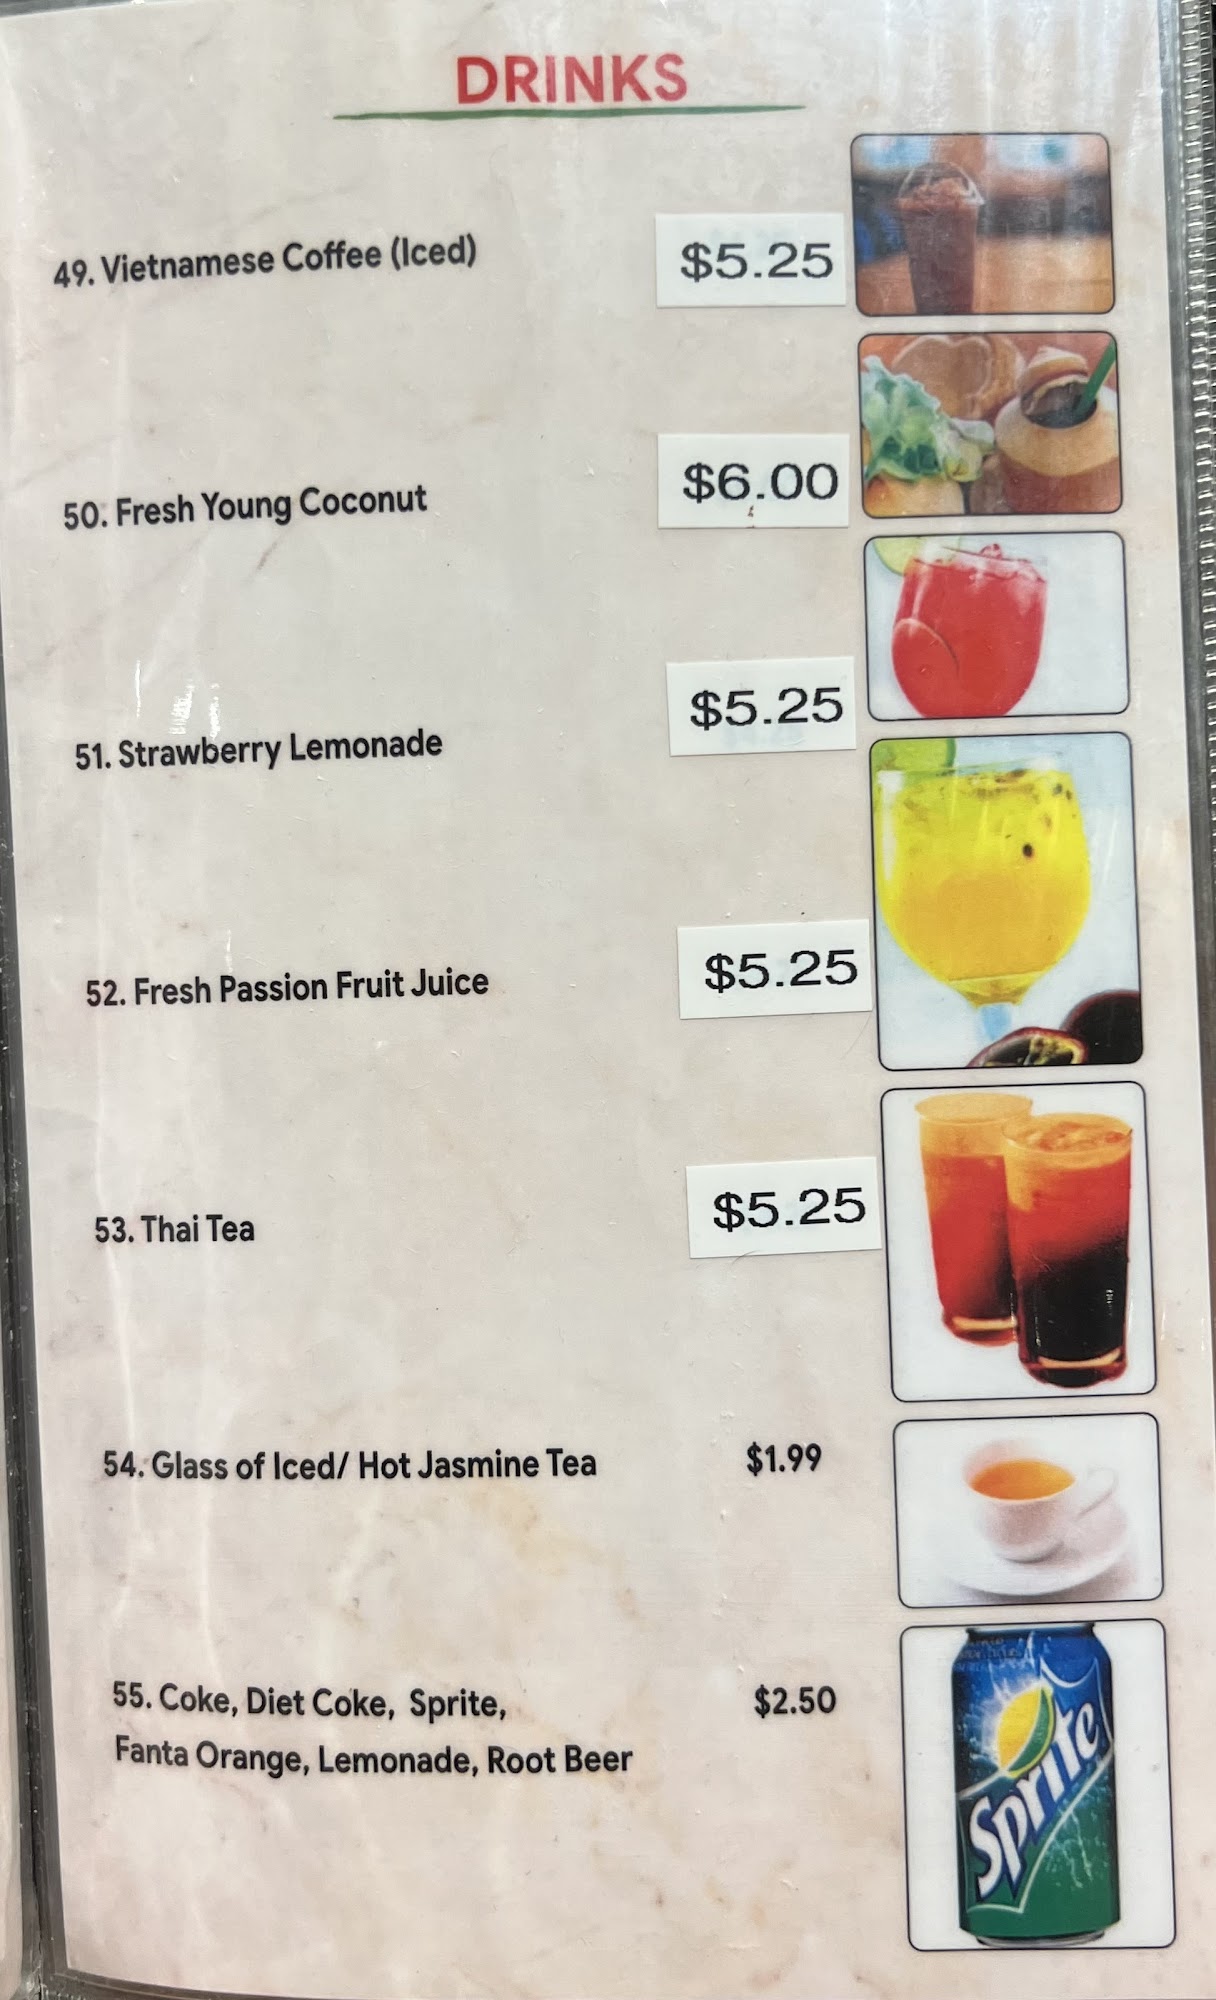 DRINKS
49. Vietnamese Coffee (Iced) $5.25
50. Fresh Young Coconut $6.00
51. Strawberry Lemonade $5.25
52. Fresh Passion Fruit Juice $5.25
53. Thai Tea $5.25
54. Glass of Iced/ Hot Jasmine Tea $1.99
55. Coke, Diet Coke, Sprite, $2.50
Fanta Orange, Lemonade, Root Beer
Sprite